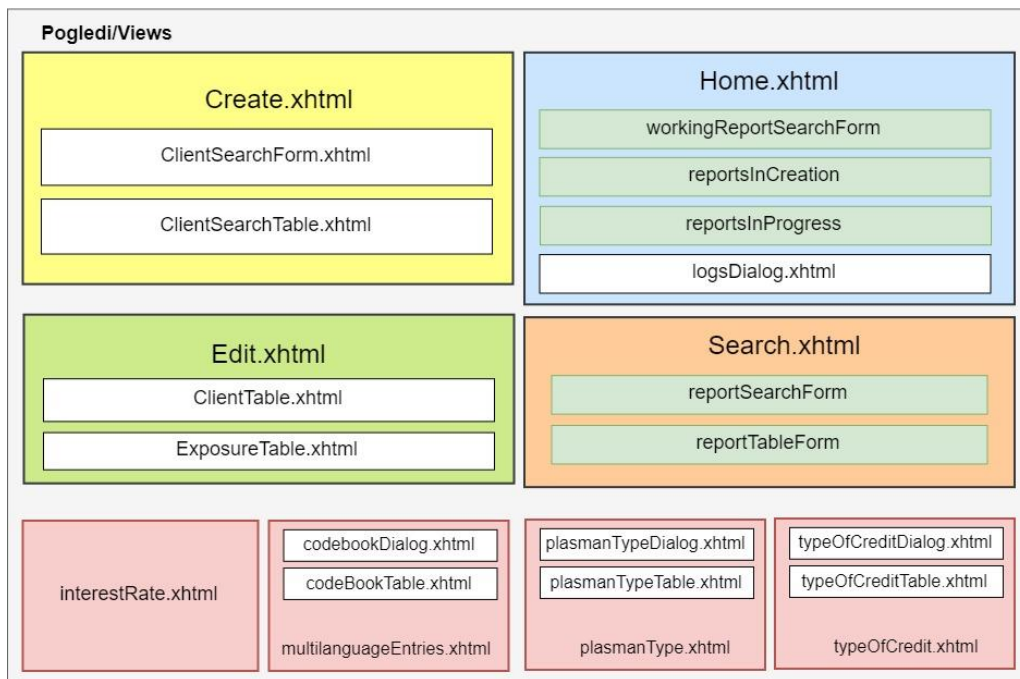 Pogledi/Views
Create.xhtml
ClientSearchForm.xhtml
ClientSearchTable.xhtml
Home.xhtml
workingReportSearchForm
reportsInCreation
reportsInProgress
logsDialog.xhtml
Edit.xhtml
ClientTable.xhtml
ExposureTable.xhtml
Search.xhtml
reportSearchForm
reportTableForm
interestRate.xhtml
codebookDialog.xhtml
codeBookTable.xhtml
multilanguageEntries.xhtml
plasmanTypeDialog.xhtml
plasmanTypeTable.xhtml
plasmanType.xhtml
typeOfCreditDialog.xhtml
typeOfCreditTable.xhtml
typeOfCredit.xhtml